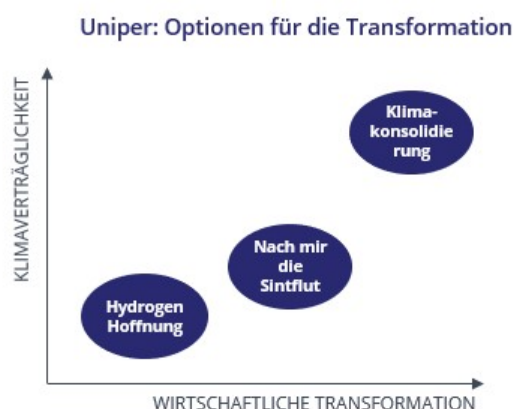 Uniper: Optionen für die Transformation
KLIMAVERTRÄGLICHKEIT
Klima-
konsolidie
rung
Nach mir
die
Sintflut
Hydrogen
Hoffnung
WIRTSCHAFTLICHE TRANSFORMATION